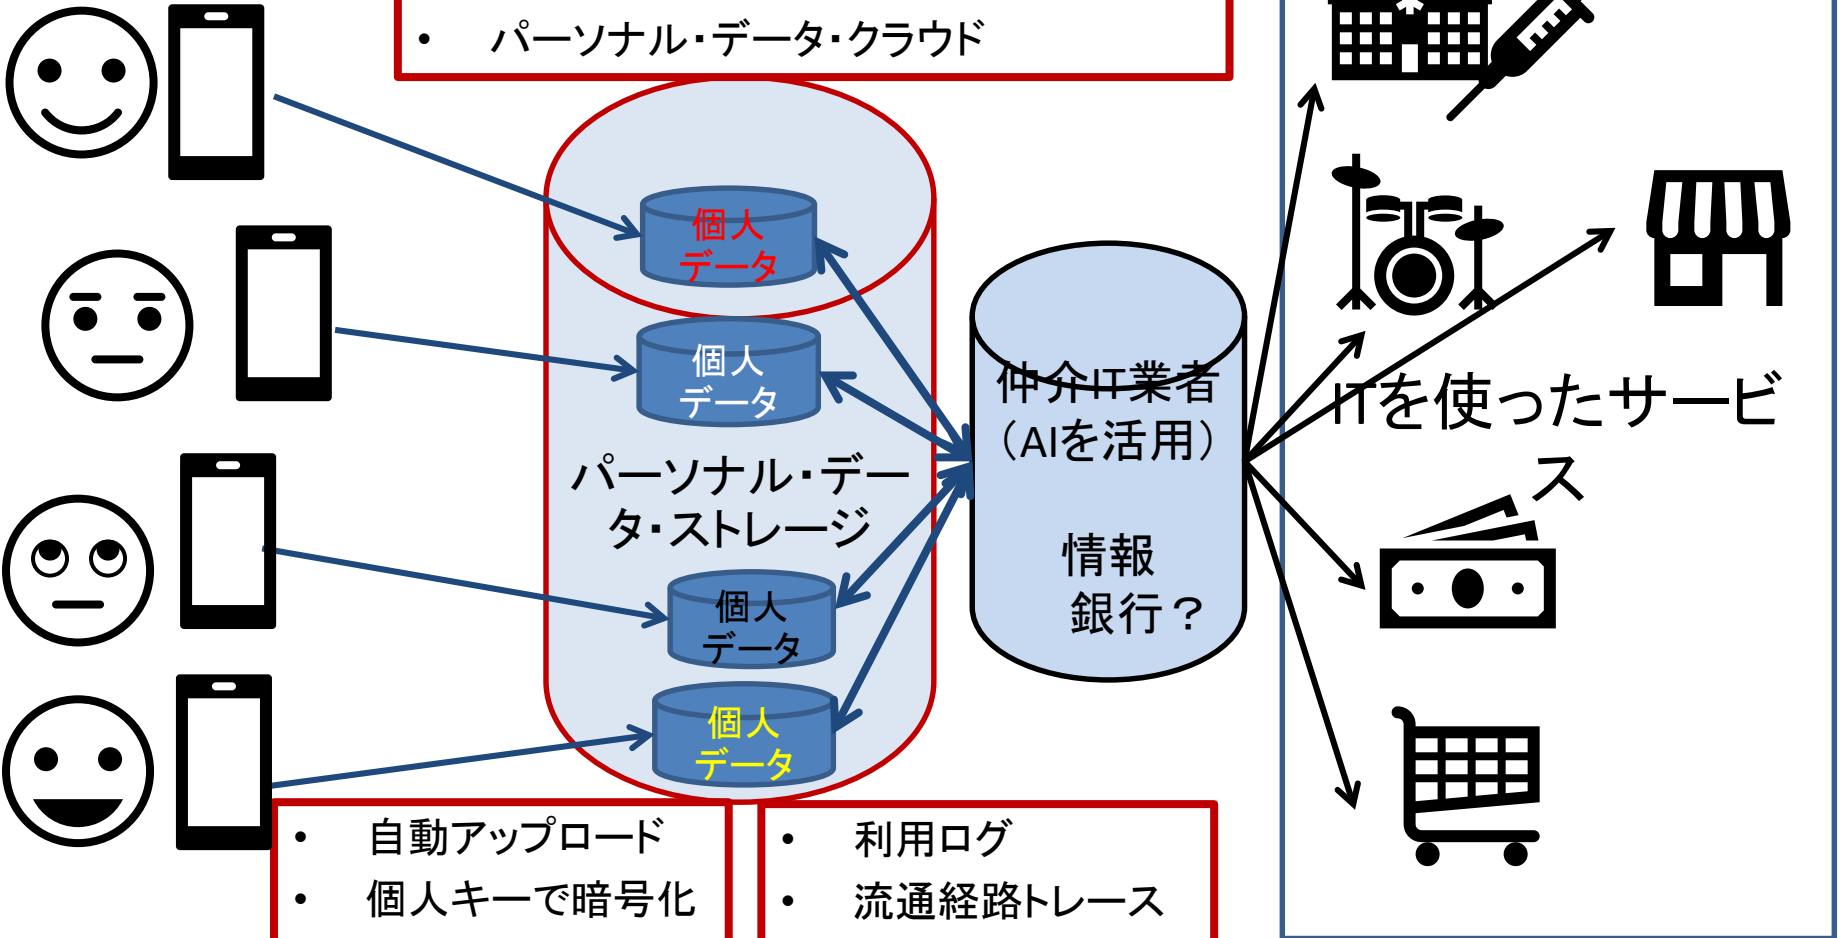 • パーソナル・データ・クラウド
個人
データ
個人
データ
パーソナル・デー
タ・ストレージ
個人
データ
個人
データ
仲介IT業者
（AIを活用）
情報
銀行？
ITを使ったサービ
ス
• 自動アップロード
• 個人キーで暗号化
• 利用ログ
• 流通経路トレース